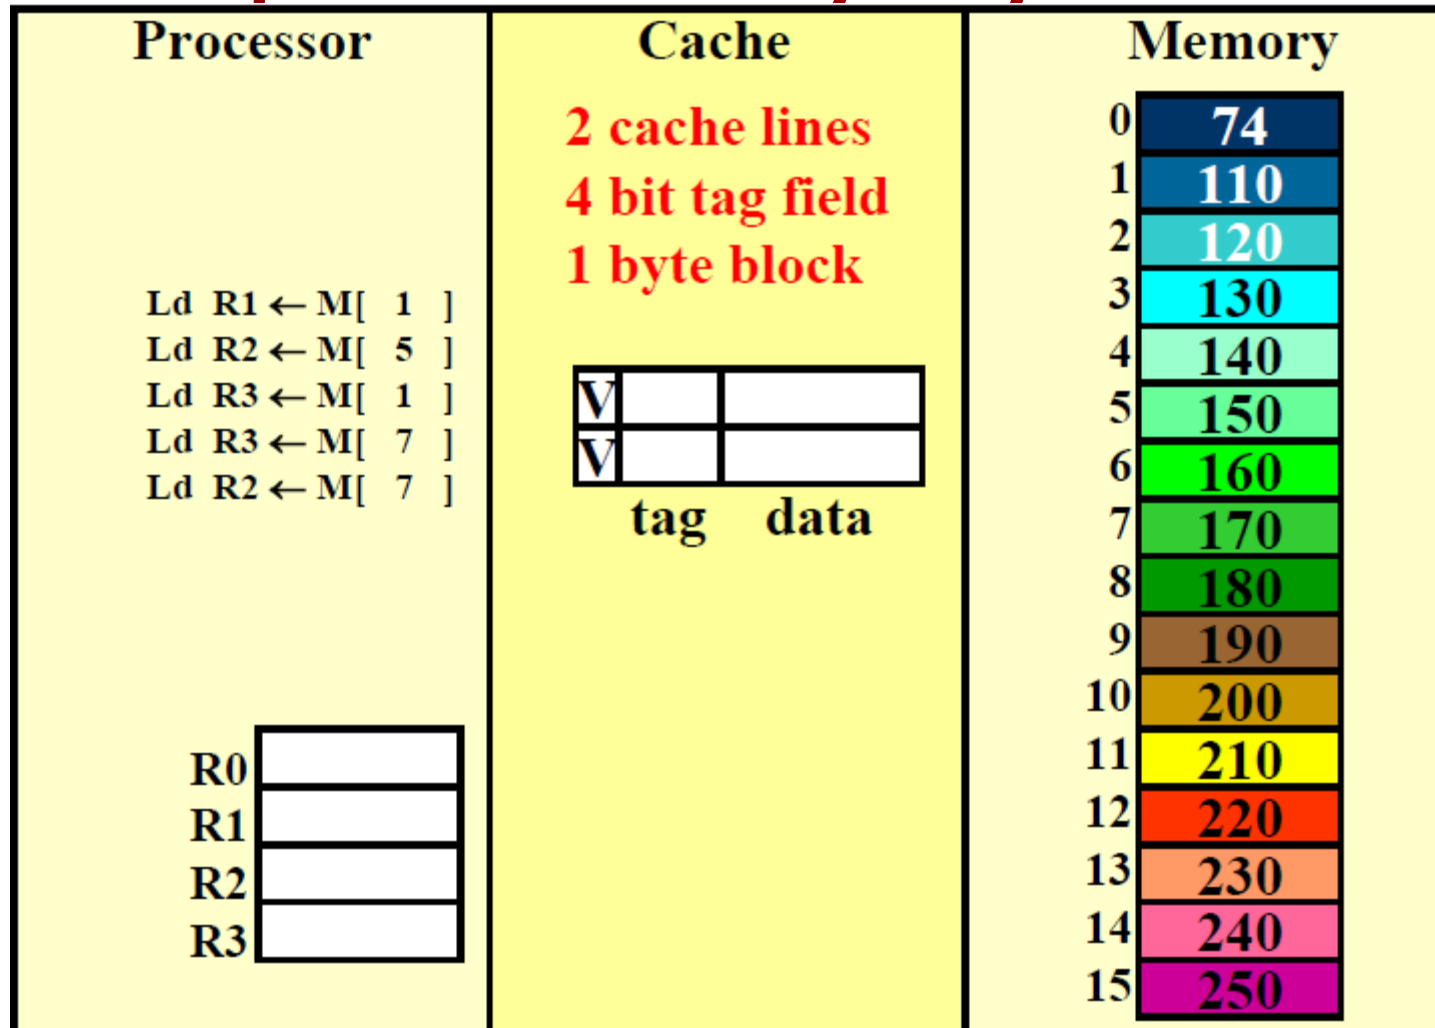 Processor
Ld R1 ← M[ 1 ]
Ld R2 ← M[ 5 ]
Ld R3 ← M[ 1 ]
Ld R3 ← M[ 7 ]
Ld R2 ← M[ 7 ]
R0
R1
R2
R3
Cache
2 cache lines
4 bit tag field
1 byte block
V
V
tag data
Memory
0 74
1 110
2 120
3 130
4 140
5 150
6 160
7 170
8 180
9 190
10 200
11 210
12 220
13 230
14 240
15 250